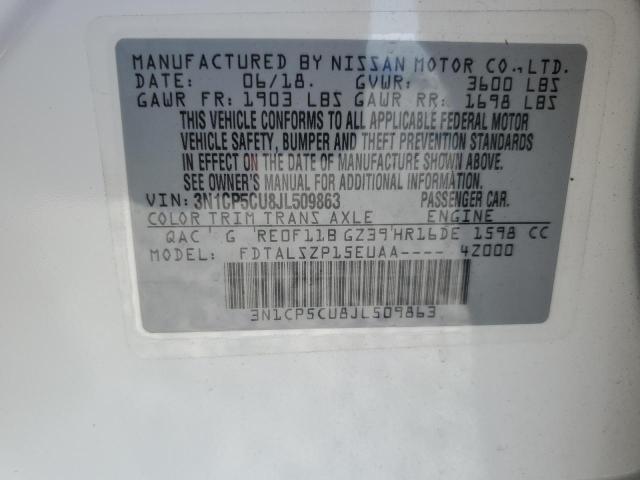 MANUFACTURED BY NISSAN MOTOR CO.,LTD.
DATE: 06/18. GVWR: 3600 LBS
GAWR FR: 1903 LBS GAWR RR: 1698 LBS
THIS VEHICLE CONFORMS TO ALL APPLICABLE FEDERAL MOTOR
VEHICLE SAFETY, BUMPER AND THEFT PREVENTION STANDARDS
IN EFFECT ON THE DATE OF MANUFACTURE SHOWN ABOVE.
SEE OWNER'S MANUAL FOR ADDITIONAL INFORMATION.
VIN: 3N1CP5CU8JL509863 PASSENGER CAR.
COLOR TRIM TRANS AXLE ENGINE
QAC ' G RE0F11B GZ39 HR16DE 1598 CC
MODEL: FDTALSZP15EUAA---- 4Z000
3N1CP5CU8JL509863